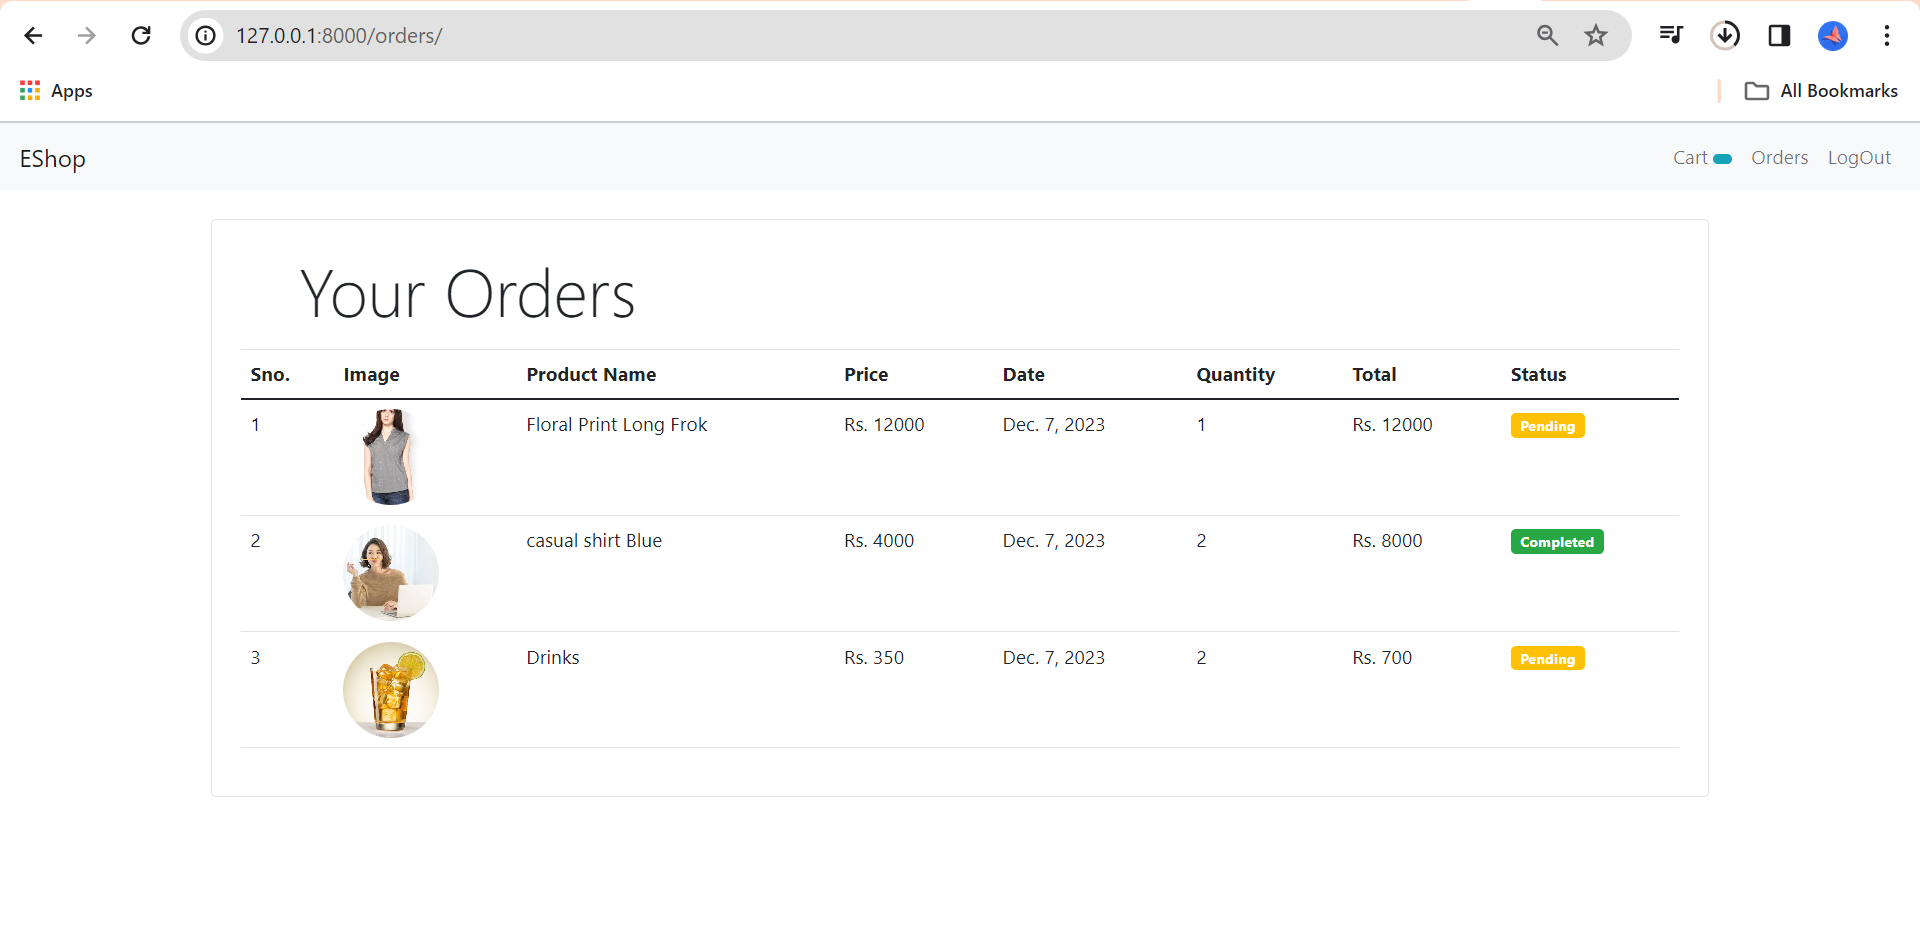 127.0.0.1:8000/orders/
Apps
All Bookmarks
EShop
Cart Orders LogOut
Your Orders
Sno. Image Product Name Price Date Quantity Total Status
1 Floral Print Long Frok Rs. 12000 Dec. 7, 2023 1 Rs. 12000 Pending
2 casual shirt Blue Rs. 4000 Dec. 7, 2023 2 Rs. 8000 Completed
3 Drinks Rs. 350 Dec. 7, 2023 2 Rs. 700 Pending